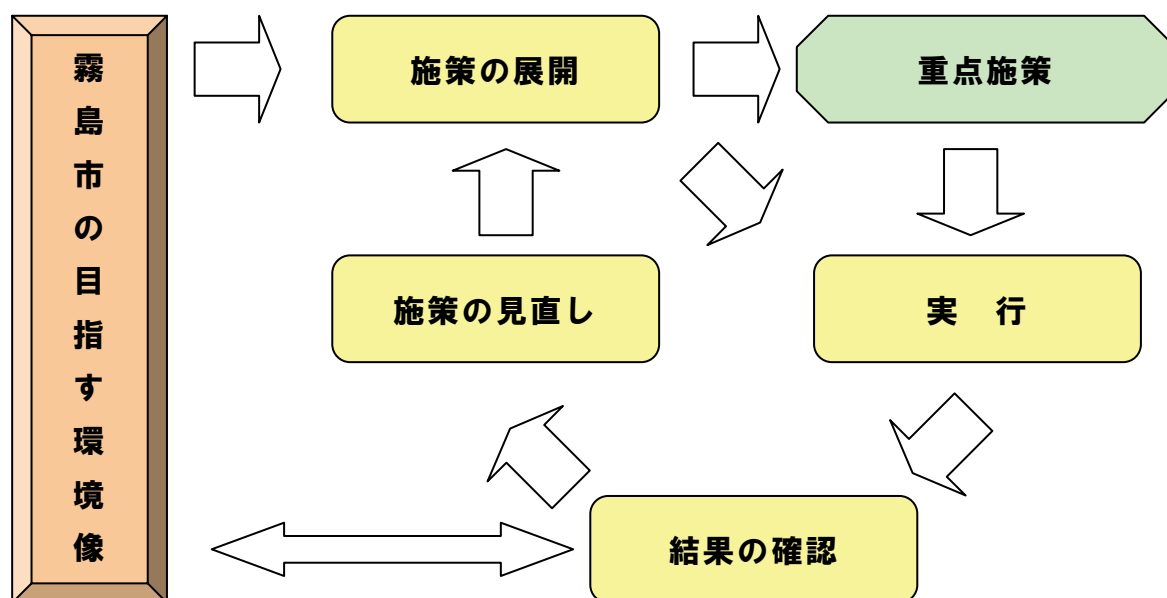 霧島市の目指す環境像
施策の展開
重点施策
施策の見直し
実　行
結果の確認